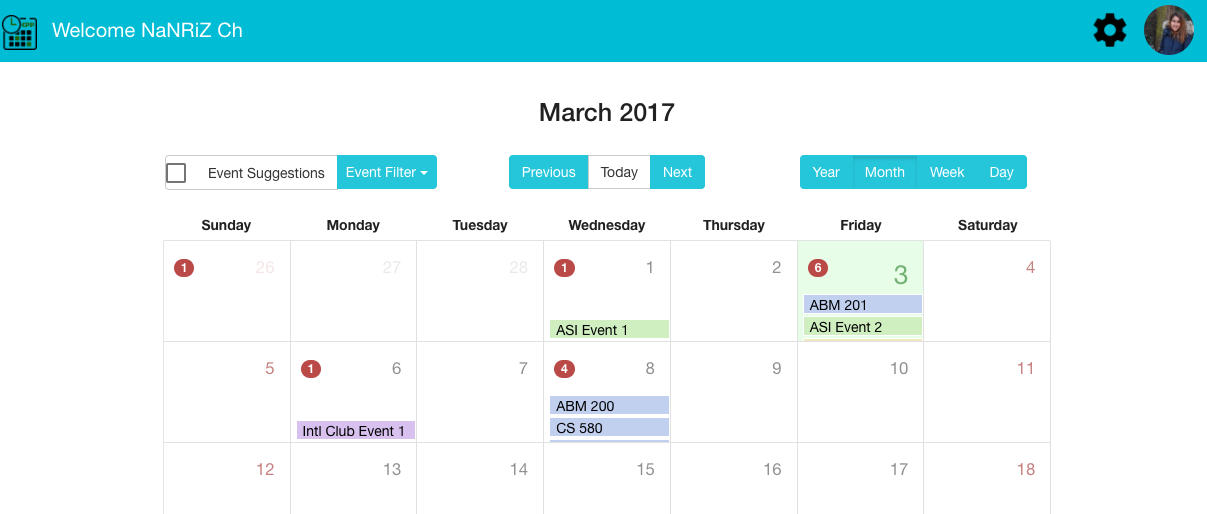 CPP
Welcome NaNRiZ Ch
March 2017
Event Suggestions Event Filter Previous Today Next Year Month Week Day
Sunday Monday Tuesday Wednesday Thursday Friday Saturday
1 26 27 28 1 1 2 6 3 4
ABM 201
ASI Event 1 ASI Event 2
5 1 6 7 4 8 9 10 11
ABM 200
Intl Club Event 1 CS 580
12 13 14 15 16 17 18